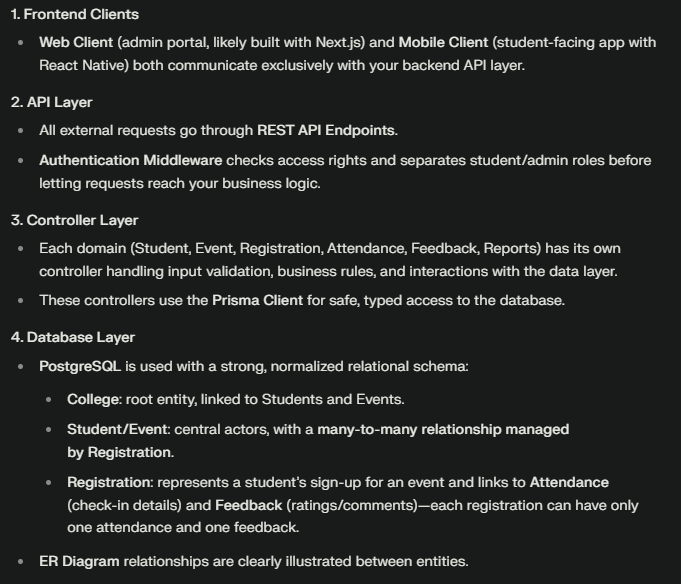 1. Frontend Clients
• Web Client (admin portal, likely built with Next.js) and Mobile Client (student-facing app with
React Native) both communicate exclusively with your backend API layer.
2. API Layer
• All external requests go through REST API Endpoints.
• Authentication Middleware checks access rights and separates student/admin roles before
letting requests reach your business logic.
3. Controller Layer
• Each domain (Student, Event, Registration, Attendance, Feedback, Reports) has its own
controller handling input validation, business rules, and interactions with the data layer.
• These controllers use the Prisma Client for safe, typed access to the database.
4. Database Layer
• PostgreSQL is used with a strong, normalized relational schema:
• College: root entity, linked to Students and Events.
• Student/Event: central actors, with a many-to-many relationship managed
by Registration.
• Registration: represents a student's sign-up for an event and links to Attendance
(check-in details) and Feedback (ratings/comments)—each registration can have only
one attendance and one feedback.
• ER Diagram relationships are clearly illustrated between entities.